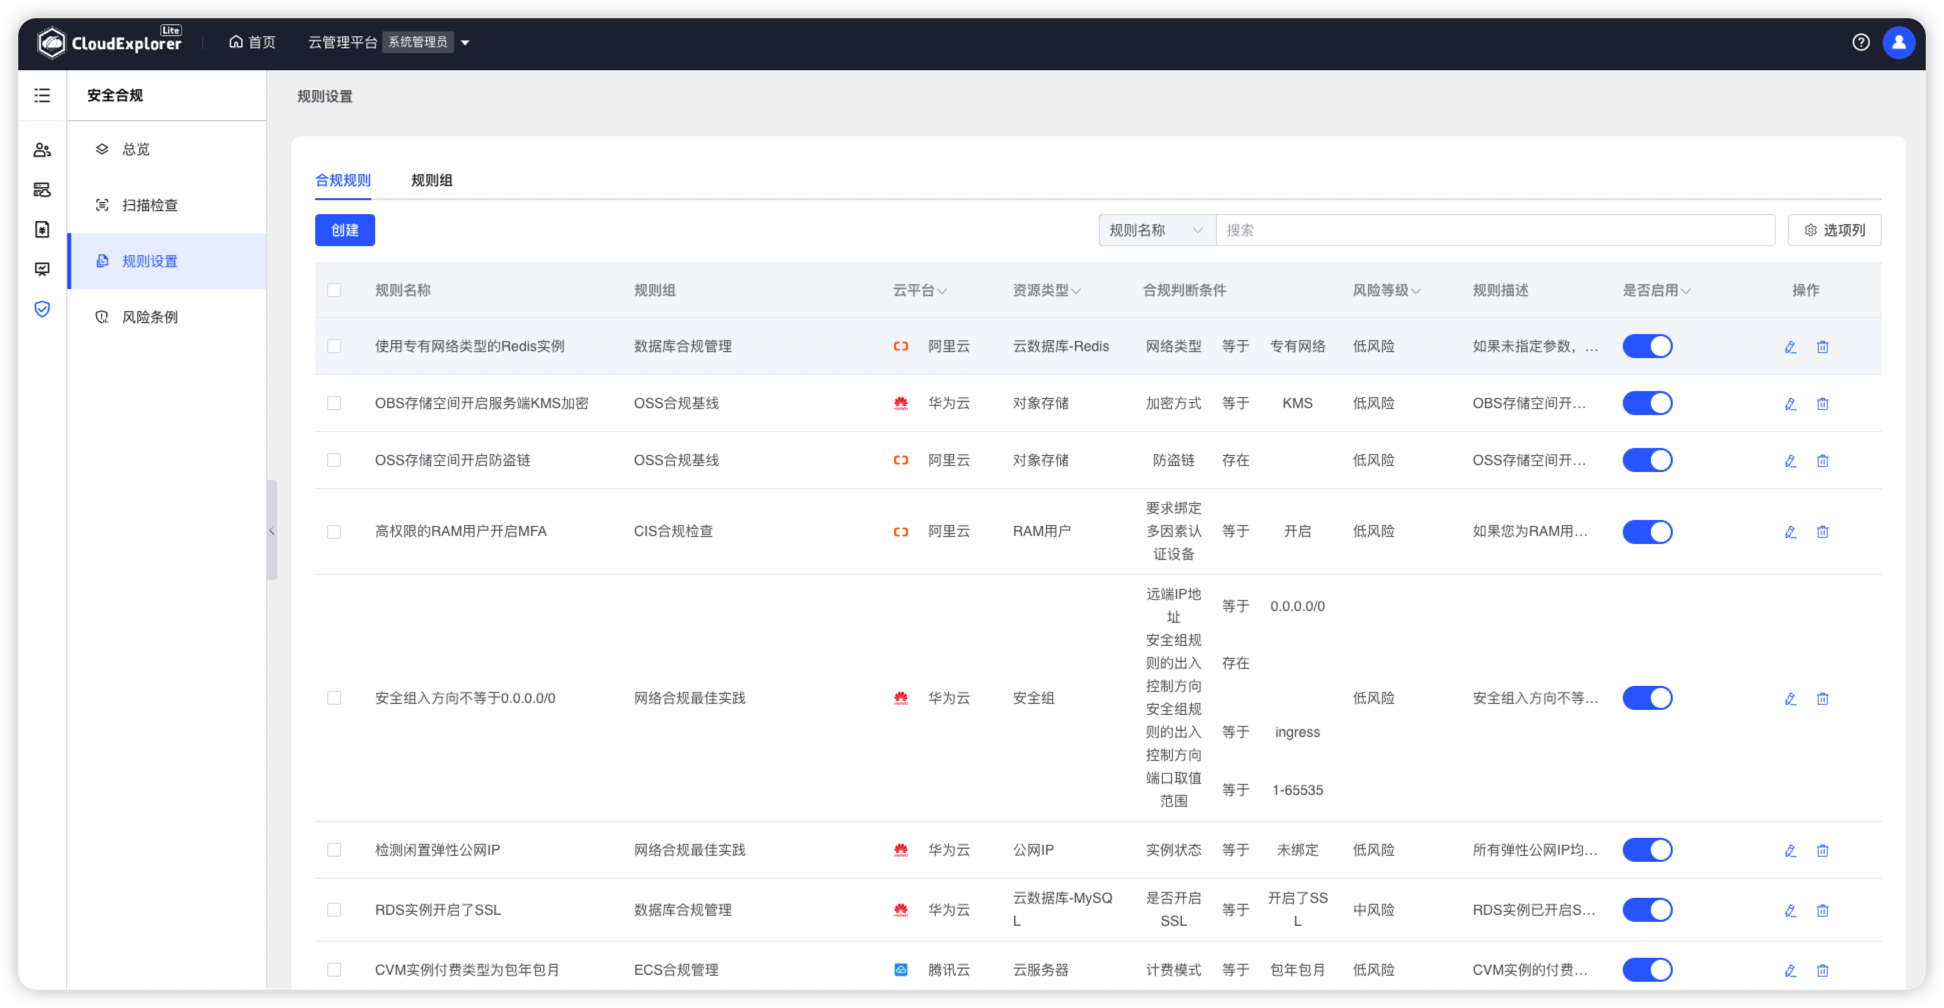 CloudExplorer Lite
首页
云管理平台 系统管理员
安全合规
总览
扫描检查
规则设置
风险条例
规则设置
合规规则 规则组
创建
规则名称 搜索 选项列
规则名称 规则组 云平台 资源类型 合规判断条件 风险等级 规则描述 是否启用 操作
使用专有网络类型的Redis实例 数据库合规管理 阿里云 云数据库-Redis 网络类型 等于 专有网络 低风险 如果未指定参数，...
OBS存储空间开启服务端KMS加密 OSS合规基线 华为云 对象存储 加密方式 等于 KMS 低风险 OBS存储空间开...
OSS存储空间开启防盗链 OSS合规基线 阿里云 对象存储 防盗链 存在 低风险 OSS存储空间开...
高权限的RAM用户开启MFA CIS合规检查 阿里云 RAM用户
要求绑定
多因素认
证设备
等于 开启 低风险 如果您为RAM用...
安全组入方向不等于0.0.0.0/0 网络合规最佳实践 华为云 安全组
远端IP地
址
等于 0.0.0.0/0
安全组规
则的出入
控制方向
存在
安全组规
则的出入
控制方向
等于 ingress
端口取值
范围
等于 1-65535
低风险 安全组入方向不等...
检测闲置弹性公网IP 网络合规最佳实践 华为云 公网IP 实例状态 等于 未绑定 低风险 所有弹性公网IP均...
RDS实例开启了SSL 数据库合规管理 华为云
云数据库-MySQ
L
是否开启
SSL
等于
开启了SS
L
中风险 RDS实例已开启S...
CVM实例付费类型为包年包月 ECS合规管理 腾讯云 云服务器 计费模式 等于 包年包月 低风险 CVM实例的付费...